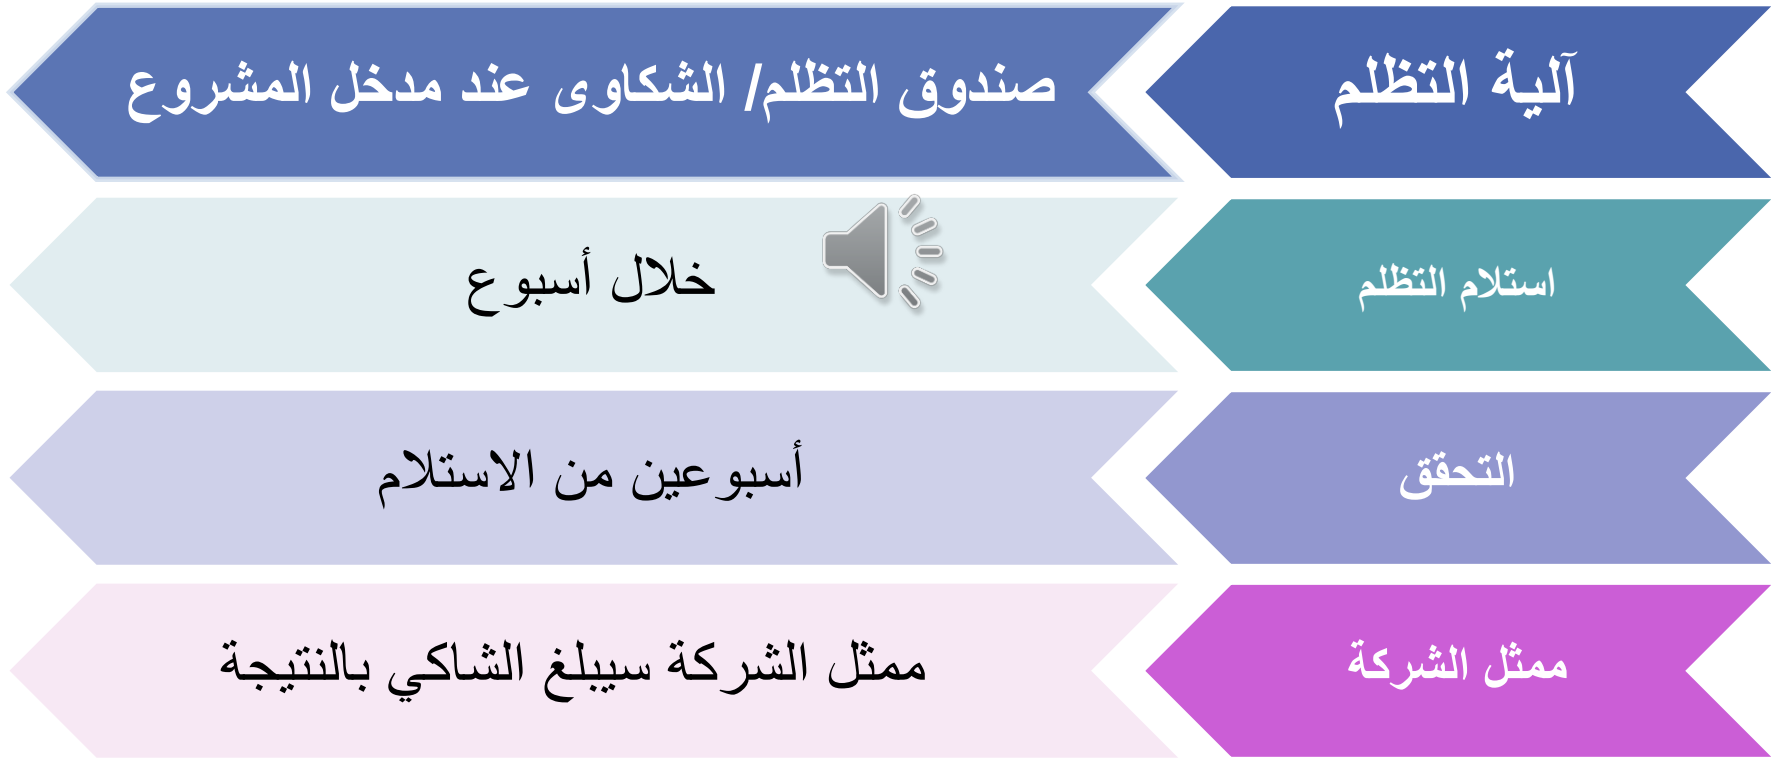 آلية التظلم
صندوق التظلم/ الشكاوى عند مدخل المشروع
استلام التظلم
خلال أسبوع
التحقق
أسبوعين من الاستلام
ممثل الشركة
ممثل الشركة سيبلغ الشاكي بالنتيجة